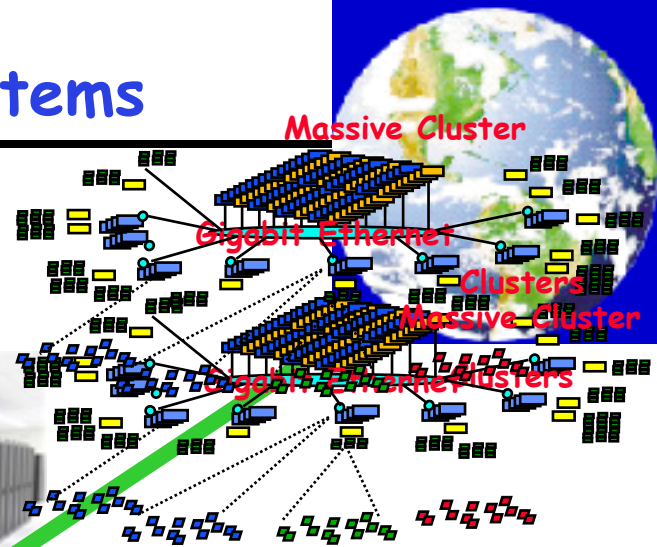 tems
Massive Cluster
Gigabit Ethernet
Clusters
Massive Cluster
Gigabit Ethernet
Clusters